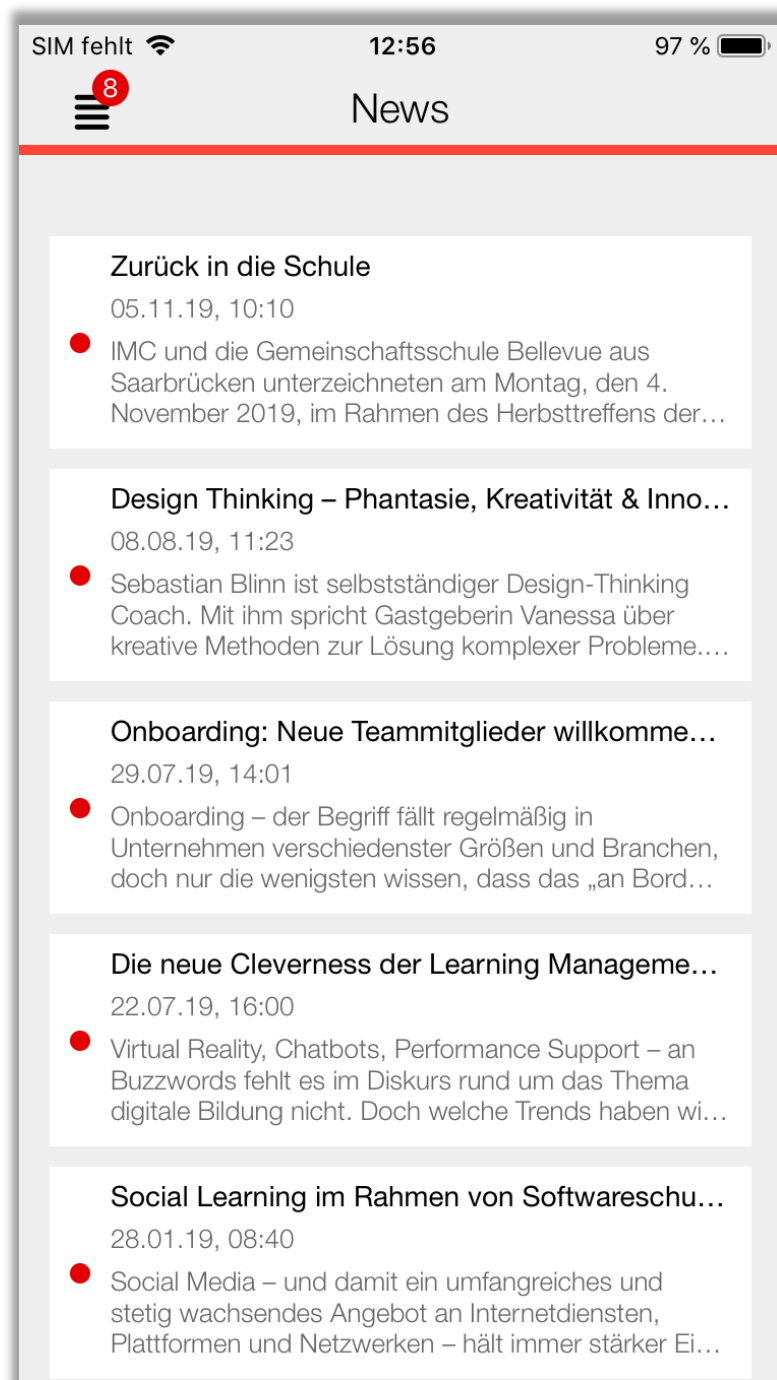 SIM fehlt 12:56 97 %
8
News
Zurück in die Schule
05.11.19, 10:10
IMC und die Gemeinschaftsschule Bellevue aus
Saarbrücken unterzeichneten am Montag, den 4.
November 2019, im Rahmen des Herbsttreffens der…
Design Thinking – Phantasie, Kreativität & Inno…
08.08.19, 11:23
Sebastian Blinn ist selbstständiger Design-Thinking
Coach. Mit ihm spricht Gastgeberin Vanessa über
kreative Methoden zur Lösung komplexer Probleme.…
Onboarding: Neue Teammitglieder willkomme…
29.07.19, 14:01
Onboarding – der Begriff fällt regelmäßig in
Unternehmen verschiedenster Größen und Branchen,
doch nur die wenigsten wissen, dass das „an Bord…
Die neue Cleverness der Learning Manageme…
22.07.19, 16:00
Virtual Reality, Chatbots, Performance Support – an
Buzzwords fehlt es im Diskurs rund um das Thema
digitale Bildung nicht. Doch welche Trends haben wi…
Social Learning im Rahmen von Softwareschu…
28.01.19, 08:40
Social Media – und damit ein umfangreiches und
stetig wachsendes Angebot an Internetdiensten,
Plattformen und Netzwerken – hält immer stärker Ei…